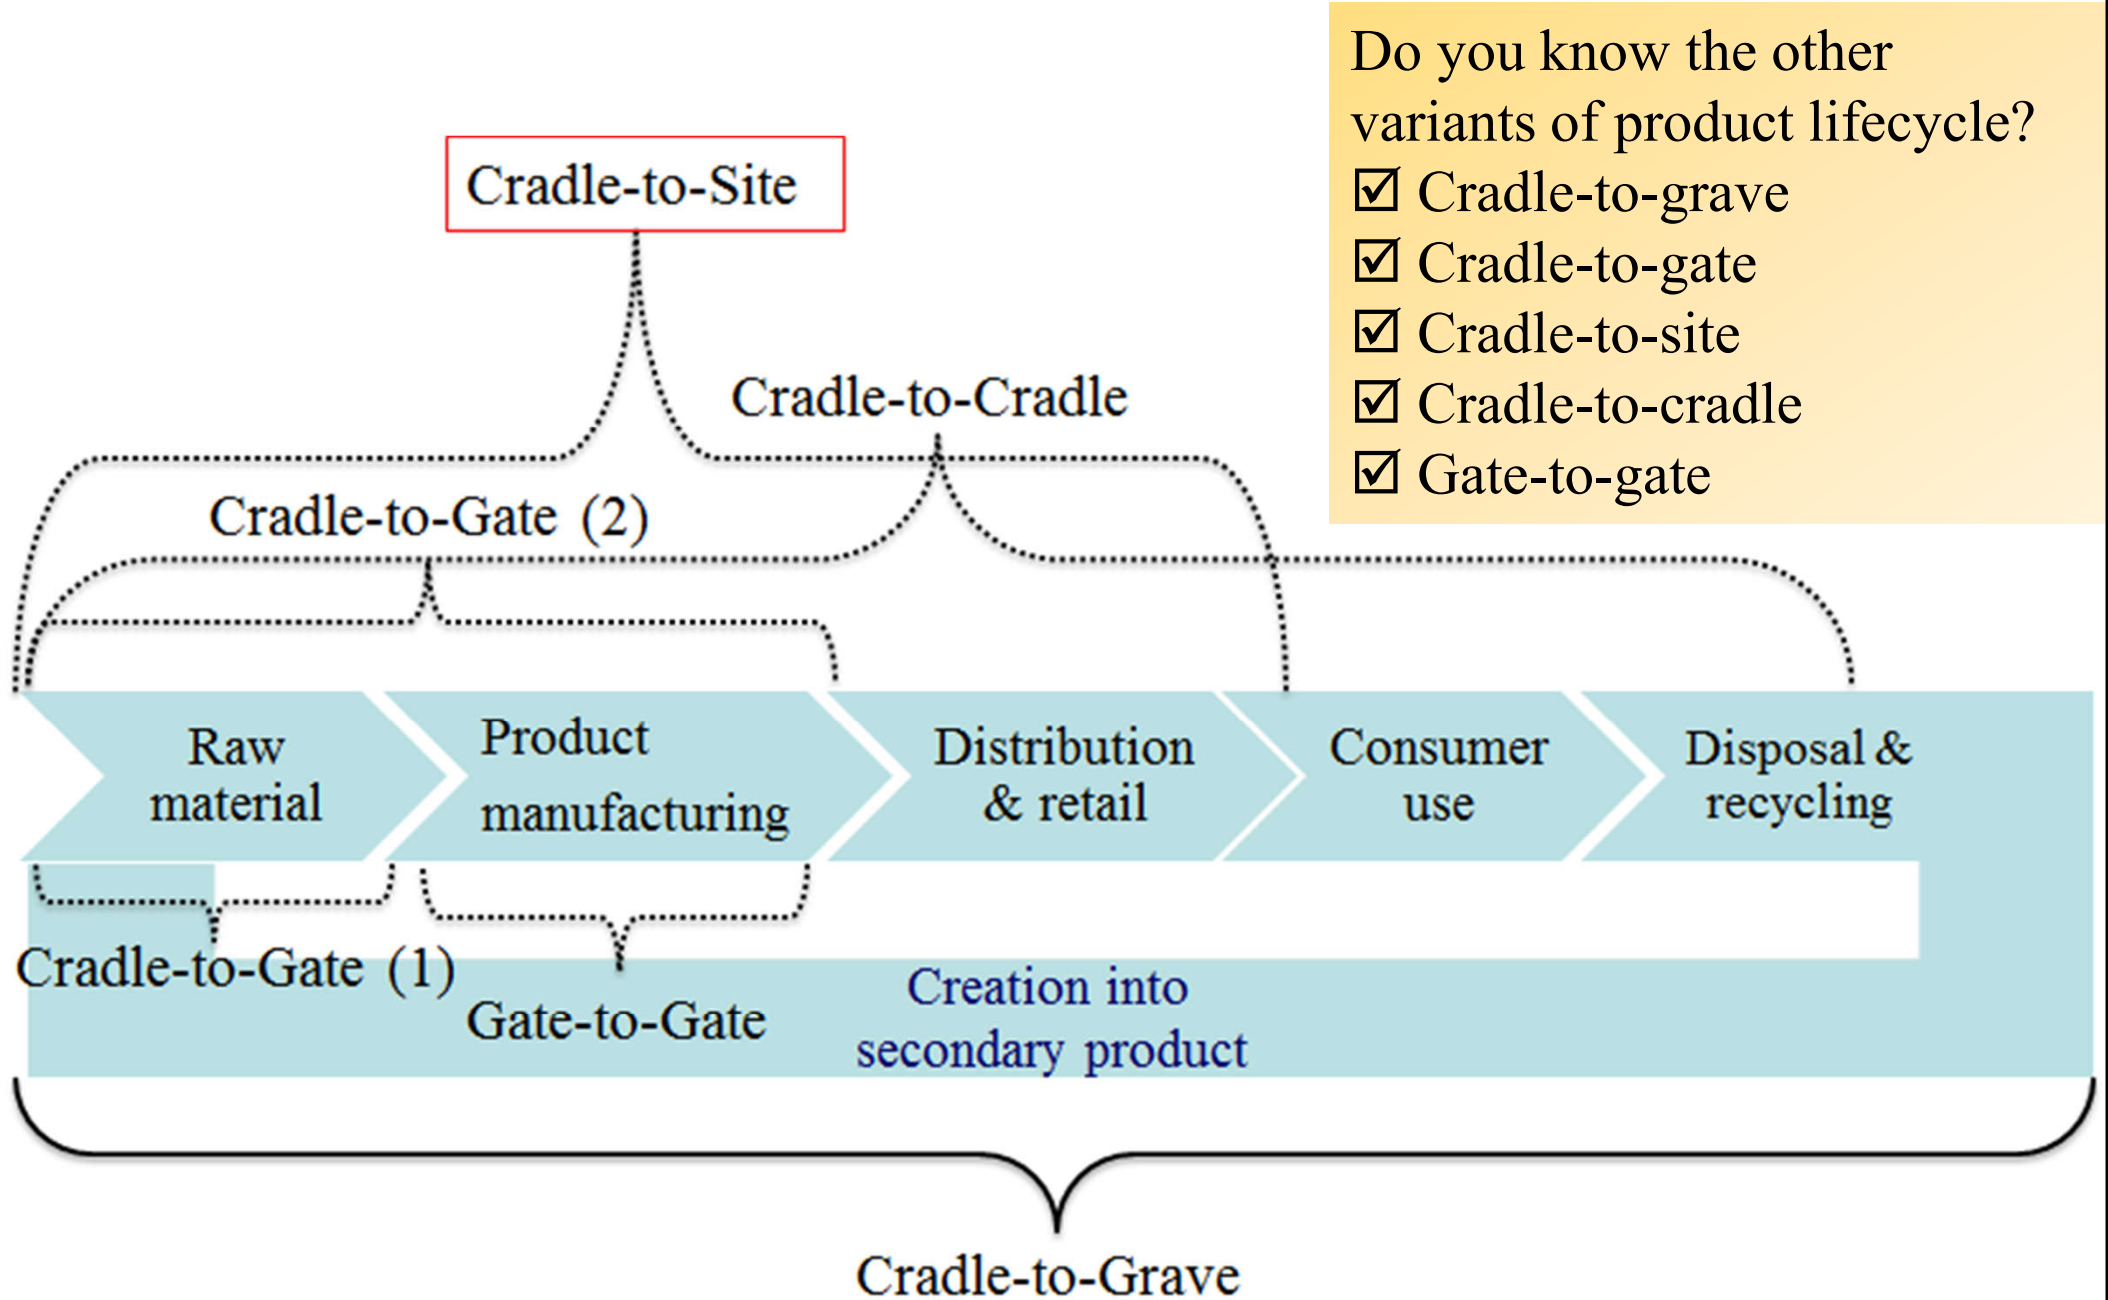 Do you know the other
variants of product lifecycle?
☑ Cradle-to-grave
☑ Cradle-to-gate
☑ Cradle-to-site
☑ Cradle-to-cradle
☑ Gate-to-gate
Cradle-to-Site
Cradle-to-Cradle
Cradle-to-Gate (2)
Raw
material
Product
manufacturing
Distribution
& retail
Consumer
use
Disposal &
recycling
Cradle-to-Gate (1)
Gate-to-Gate
Creation into
secondary product
Cradle-to-Grave